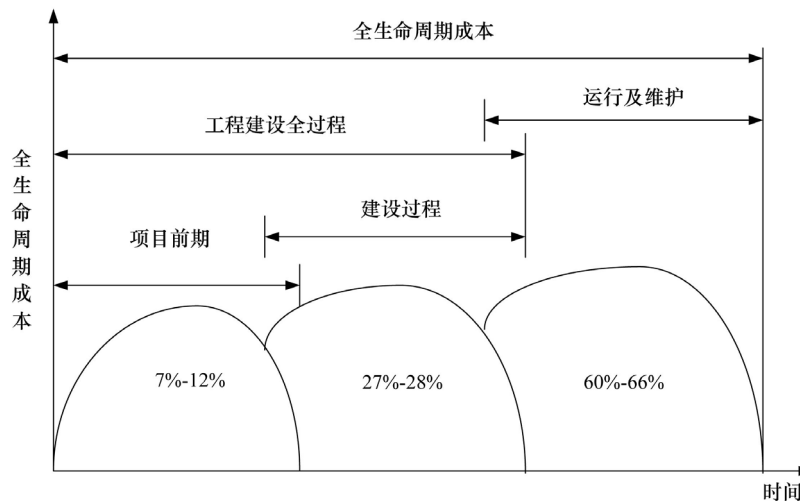 全生命周期成本
运行及维护
工程建设全过程
建设过程
项目前期
全生命周期成本
7%-12%
27%-28%
60%-66%
时间